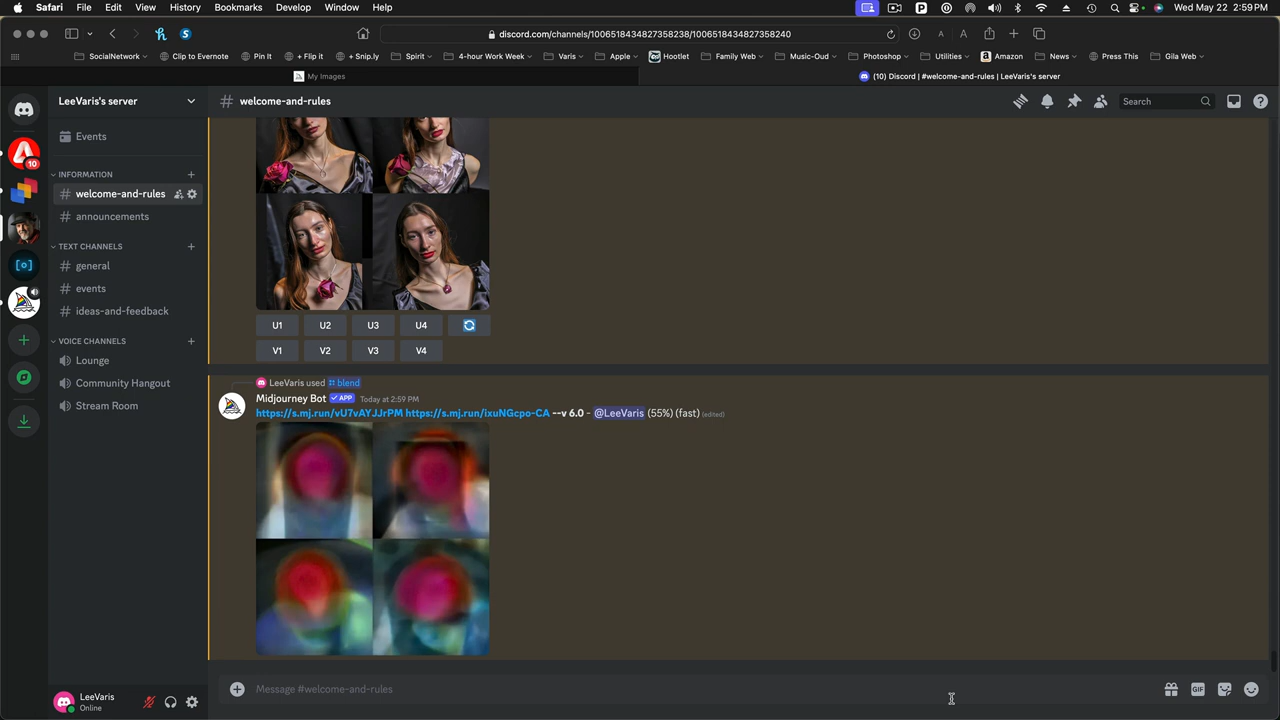 Safari File Edit View History Bookmarks Develop Window Help Wed May 22 2:59 PM
discord.com/channels/1006518434827358238/1006518434827358240
SocialNetwork Clip to Evernote Pin It + Flip it + Snip.ly Spirit 4-hour Work Week Varis Apple Hootlet Family Web Music-Oud Photoshop Utilities Amazon News Press This Gila Web
My Images (10) Discord | #welcome-and-rules | LeeVaris's server
LeeVaris's server # welcome-and-rules Search
Events
INFORMATION
# welcome-and-rules
# announcements
TEXT CHANNELS
# general
# events
# ideas-and-feedback
VOICE CHANNELS
Lounge
Community Hangout
Stream Room
10
U1 U2 U3 U4
V1 V2 V3 V4
LeeVaris used blend
Midjourney Bot APP Today at 2:59 PM
https://s.mj.run/vU7vAYJJrPM https://s.mj.run/ixuNGcpo-CA --v 6.0 - @LeeVaris (55%) (fast) (edited)
Message #welcome-and-rules GIF
LeeVaris
Online